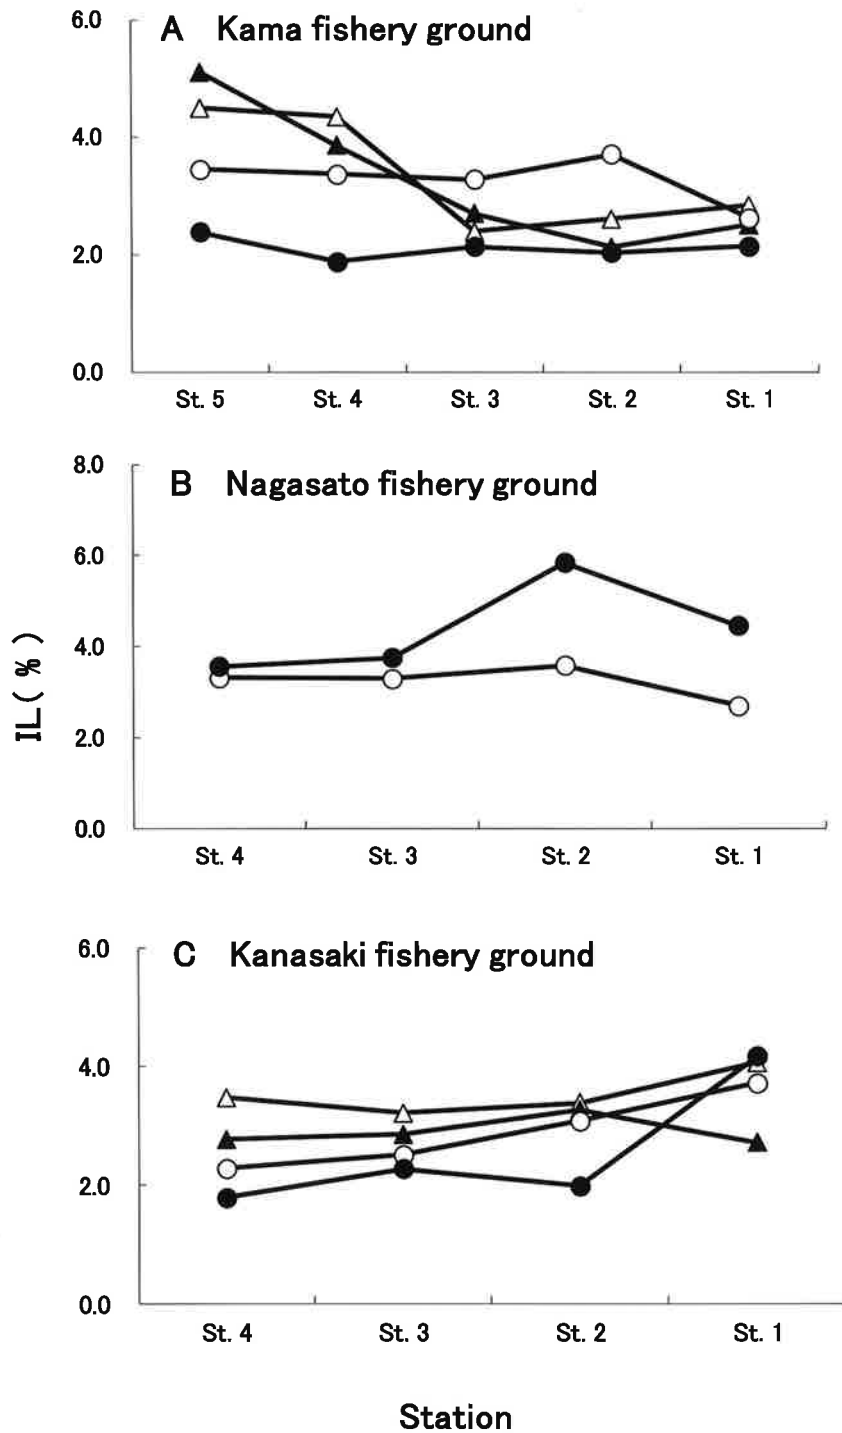 A Kama fishery ground
6.0
4.0
2.0
0.0
St. 5 St. 4 St. 3 St. 2 St. 1
B Nagasato fishery ground
8.0
6.0
4.0
2.0
0.0
St. 4 St. 3 St. 2 St. 1
IL ( % )
C Kanasaki fishery ground
6.0
4.0
2.0
0.0
St. 4 St. 3 St. 2 St. 1
Station